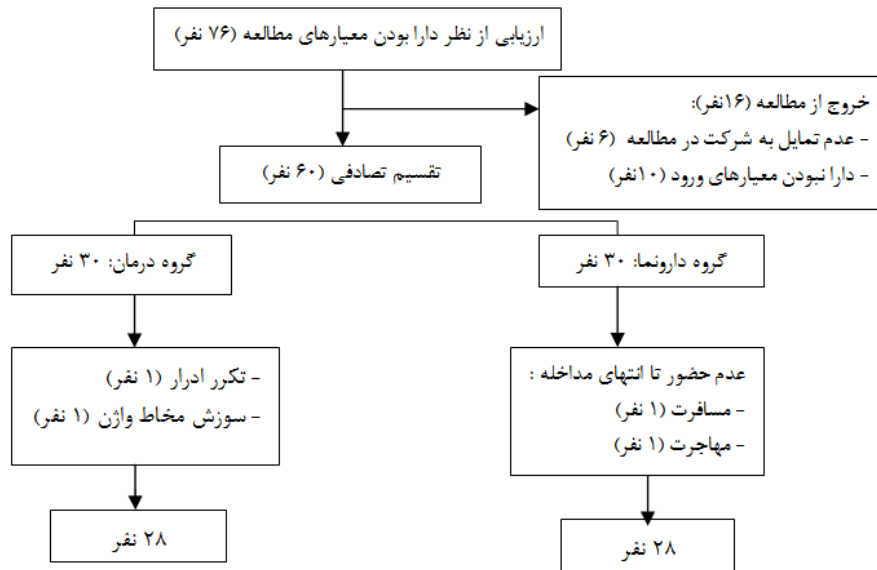 ارزیابی از نظر دارا بودن معیارهای مطالعه (۷۶ نفر)
خروج از مطالعه (۱۶نفر):
- عدم تمایل به شرکت در مطالعه (۶ نفر)
- دارا نبودن معیارهای ورود (۱۰نفر)
تقسیم تصادفی (۶۰ نفر)
گروه دارونما: ۳۰ نفر
گروه درمان: ۳۰ نفر
عدم حضور تا انتهای مداخله :
- مسافرت (۱ نفر)
- مهاجرت (۱ نفر)
- تکرر ادرار (۱ نفر)
- سوزش مخاط واژن (۱ نفر)
۲۸ نفر
۲۸ نفر